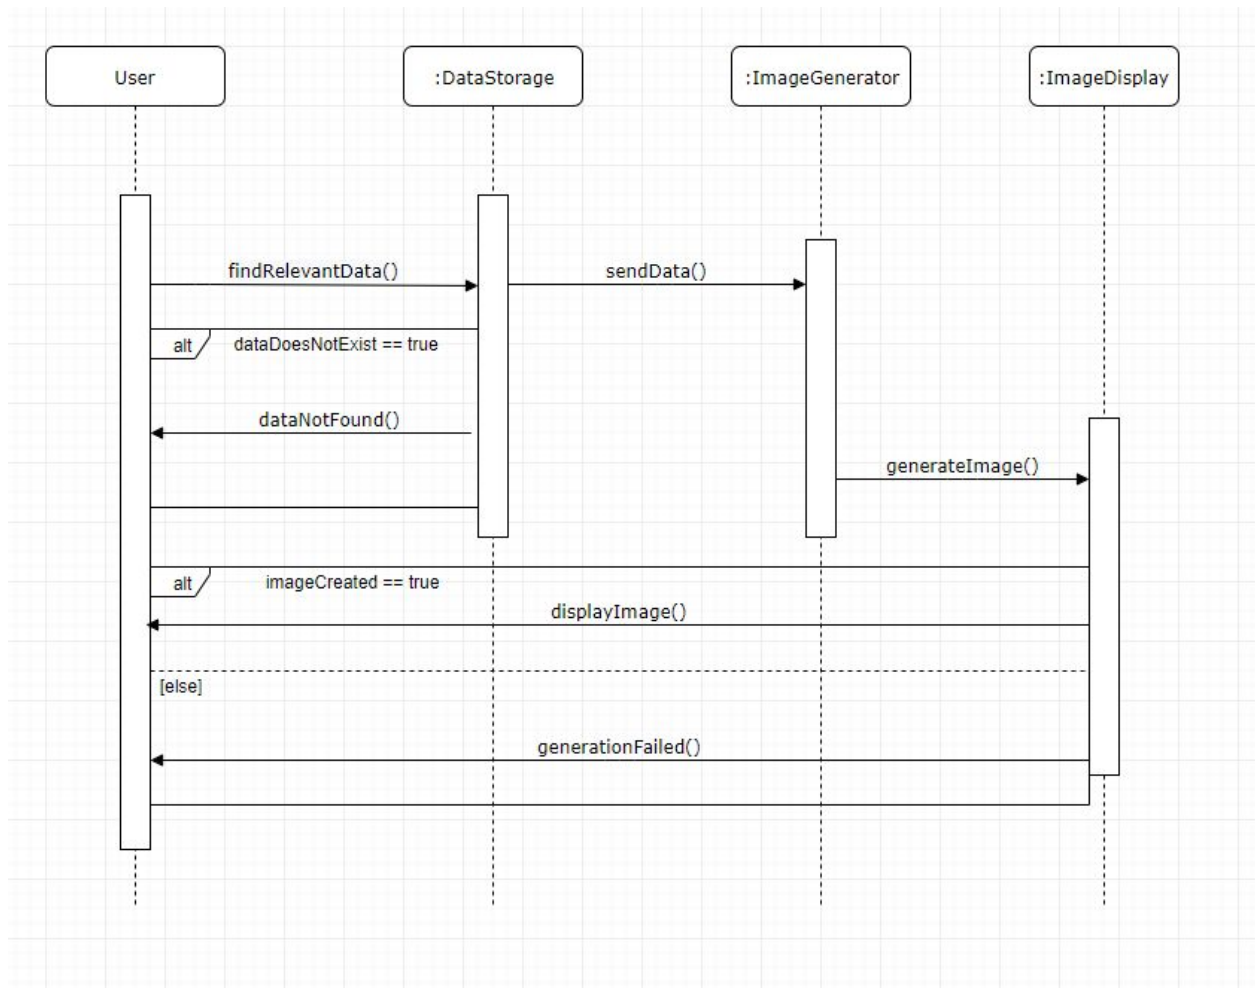 User
:DataStorage
:ImageGenerator
:ImageDisplay
findRelevantData()
sendData()
alt
dataDoesNotExist == true
dataNotFound()
generateImage()
alt
imageCreated == true
displayImage()
[else]
generationFailed()